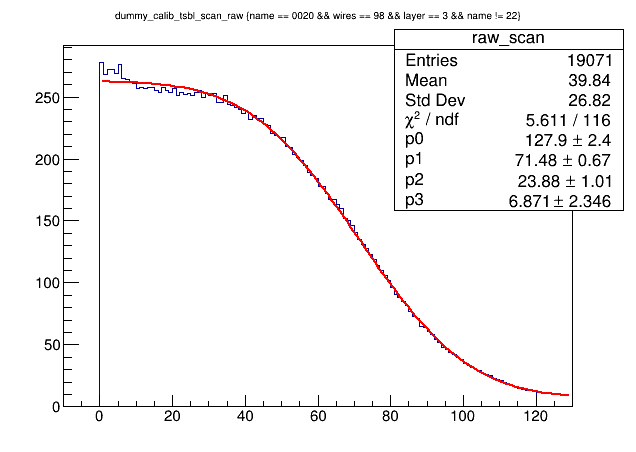 dummy_calib_tsbl_scan_raw {name == 0020 && wires == 98 && layer == 3 && name != 22}
raw_scan
Entries 19071
Mean 39.84
Std Dev 26.82
χ² / ndf 5.611 / 116
p0 127.9 ± 2.4
p1 71.48 ± 0.67
p2 23.88 ± 1.01
p3 6.871 ± 2.346
250
200
150
100
50
0
0 20 40 60 80 100 120